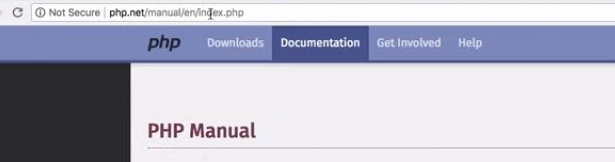 Not Secure php.net/manual/en/index.php
php Downloads Documentation Get Involved Help
PHP Manual